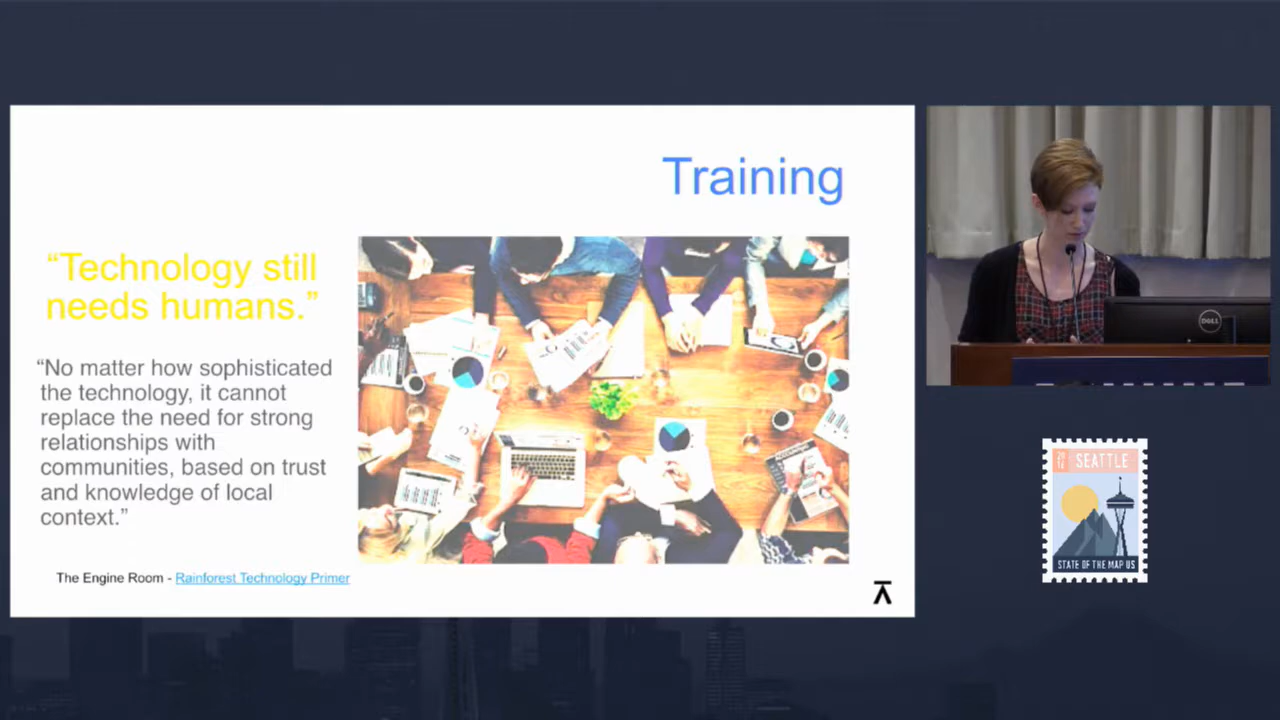 Training
“Technology still
needs humans.”
“No matter how sophisticated
the technology, it cannot
replace the need for strong
relationships with
communities, based on trust
and knowledge of local
context.”
The Engine Room - Rainforest Technology Primer
DELL
SEATTLE
STATE OF THE MAP US